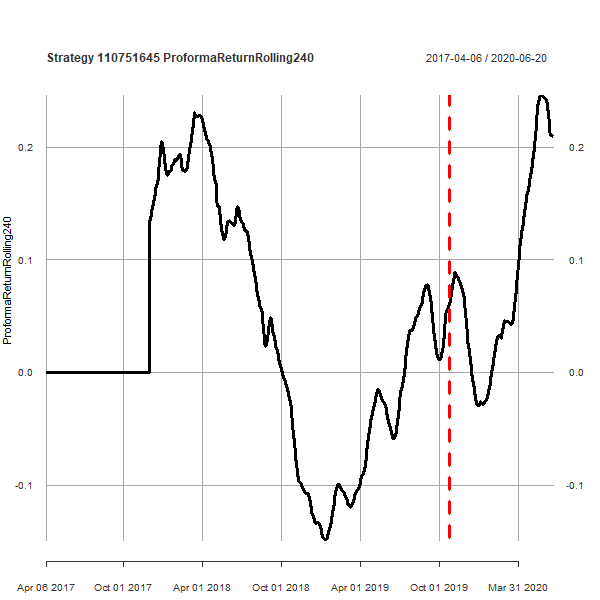 Strategy 110751645 ProformaReturnRolling240
2017-04-06 / 2020-06-20
ProformaReturnRolling240
0.2
0.1
0.0
-0.1
0.2
0.1
0.0
-0.1
Apr 06 2017
Oct 01 2017
Apr 01 2018
Oct 01 2018
Apr 01 2019
Oct 01 2019
Mar 31 2020